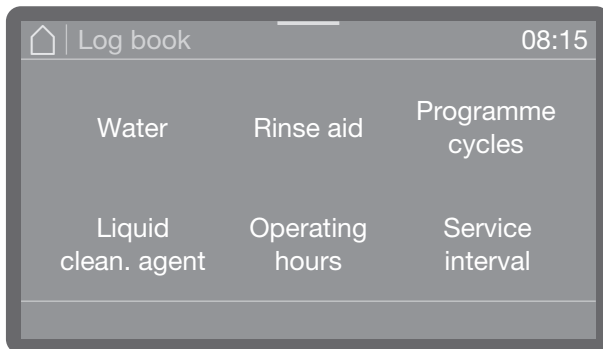 Log book 08:15
Water Rinse aid Programme
cycles
Liquid
clean. agent Operating
hours Service
interval